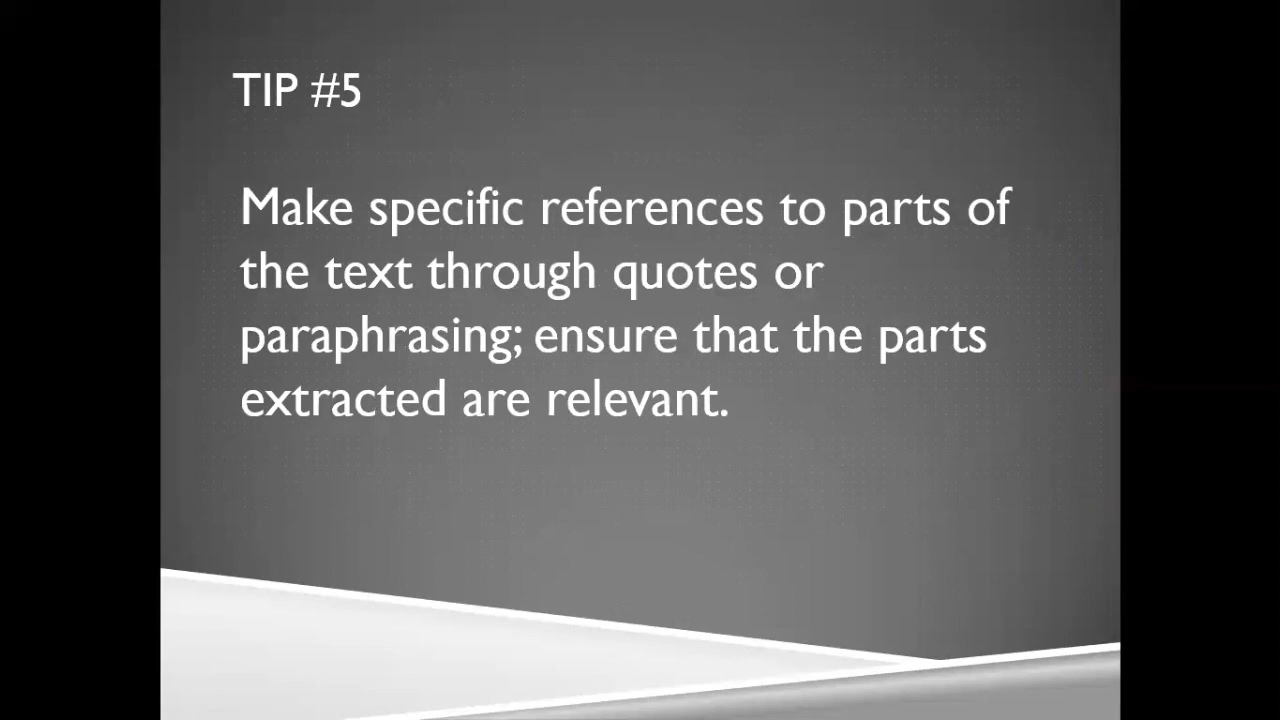 TIP #5
Make specific references to parts of
the text through quotes or
paraphrasing; ensure that the parts
extracted are relevant.